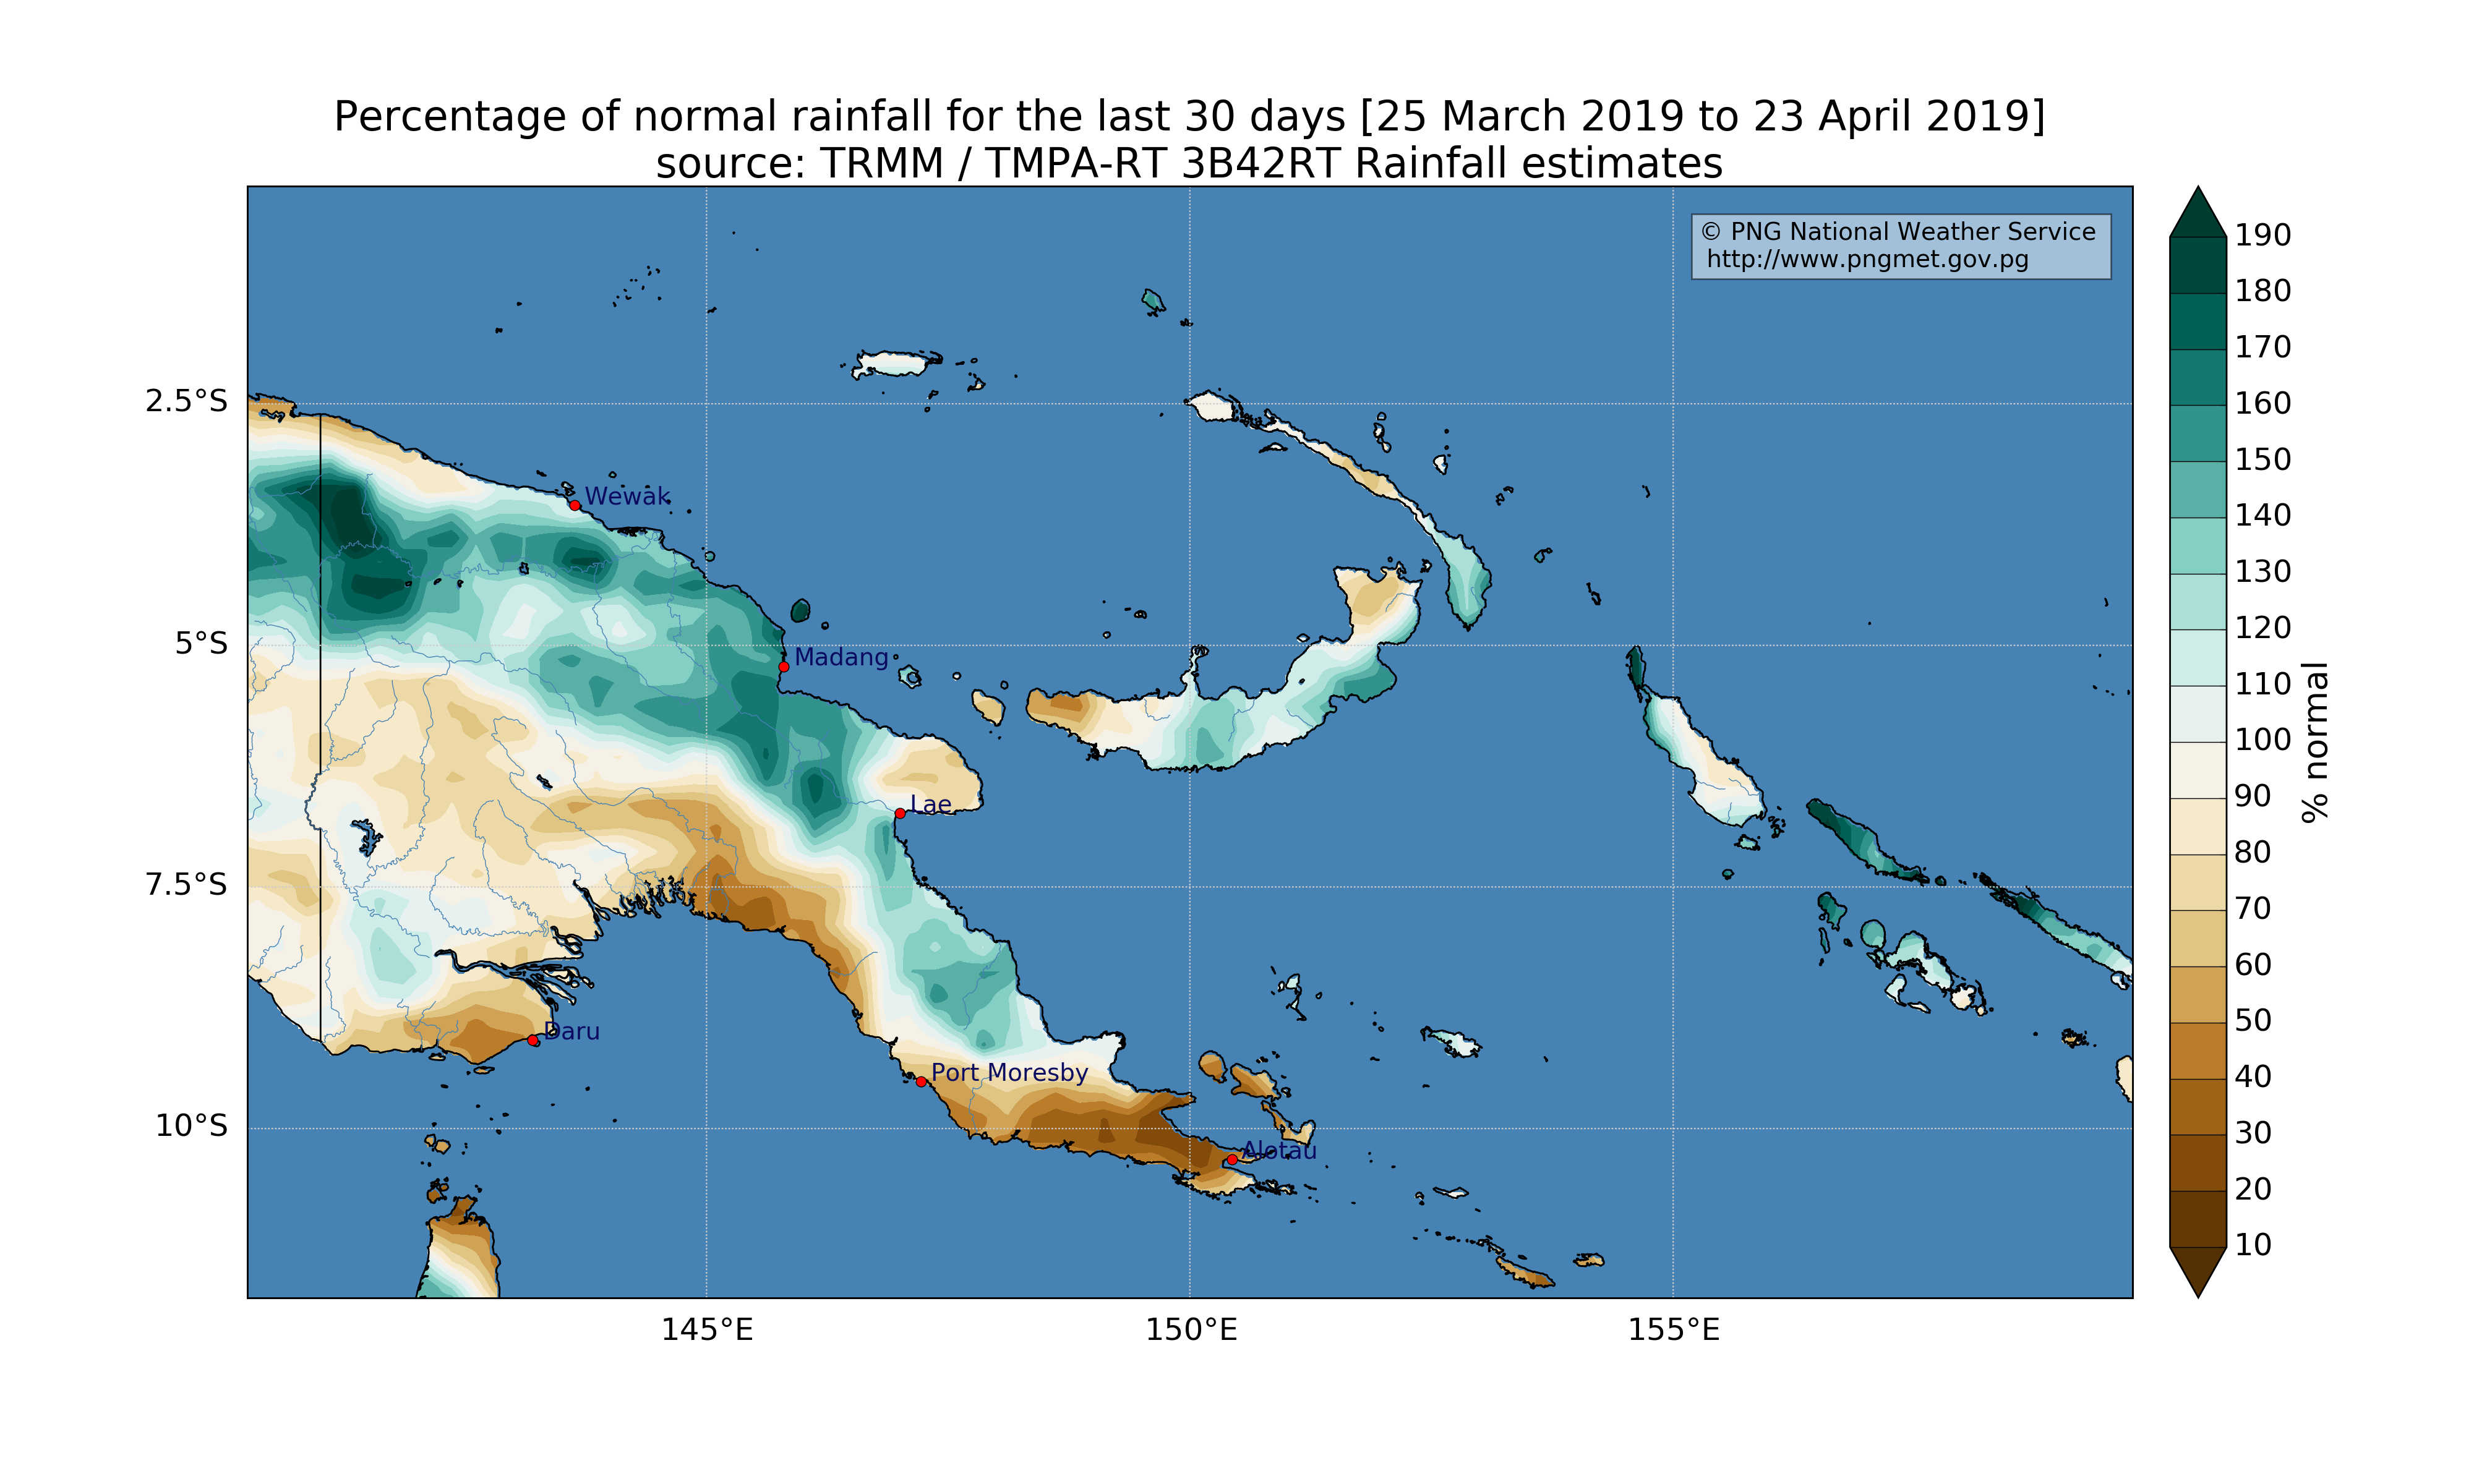 Percentage of normal rainfall for the last 30 days [25 March 2019 to 23 April 2019]
source: TRMM / TMPA-RT 3B42RT Rainfall estimates
© PNG National Weather Service
http://www.pngmet.gov.pg
2.5°S
5°S
7.5°S
10°S
Wewak
Madang
Lae
Daru
Port Moresby
Alotau
145°E
150°E
155°E
190
180
170
160
150
140
130
120
110
100
90
80
70
60
50
40
30
20
10
% normal